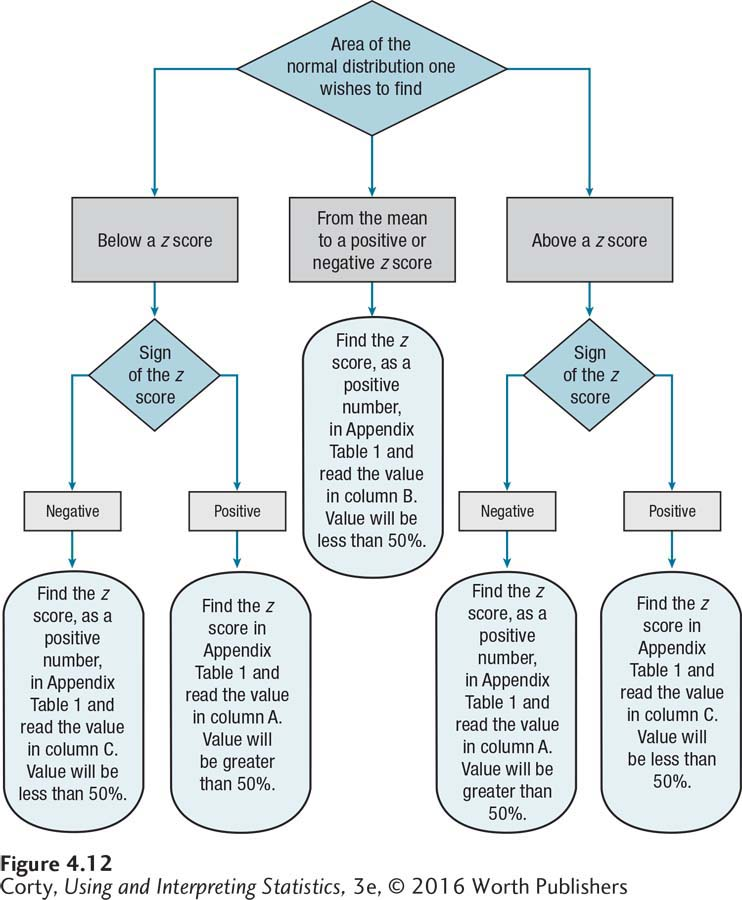 Area of the
normal distribution one
wishes to find
Below a z score
From the mean
to a positive or
negative z score
Above a z score
Sign
of the z
score
Find the z
score, as a
positive
number,
in Appendix
Table 1 and
read the value
in column B.
Value will be
less than 50%.
Sign
of the z
score
Negative
Positive
Negative
Positive
Find the z
score, as a
positive
number,
in Appendix
Table 1 and
read the value
in column C.
Value will be
less than 50%.
Find the z
score in
Appendix
Table 1 and
read the value
in column A.
Value will
be greater
than 50%.
Find the z
score, as a
positive
number,
in Appendix
Table 1 and
read the value
in column A.
Value will be
greater than
50%.
Find the z
score in
Appendix
Table 1 and
read the value
in column C.
Value will
be less than
50%.
Figure 4.12
Corty, Using and Interpreting Statistics, 3e, © 2016 Worth Publishers